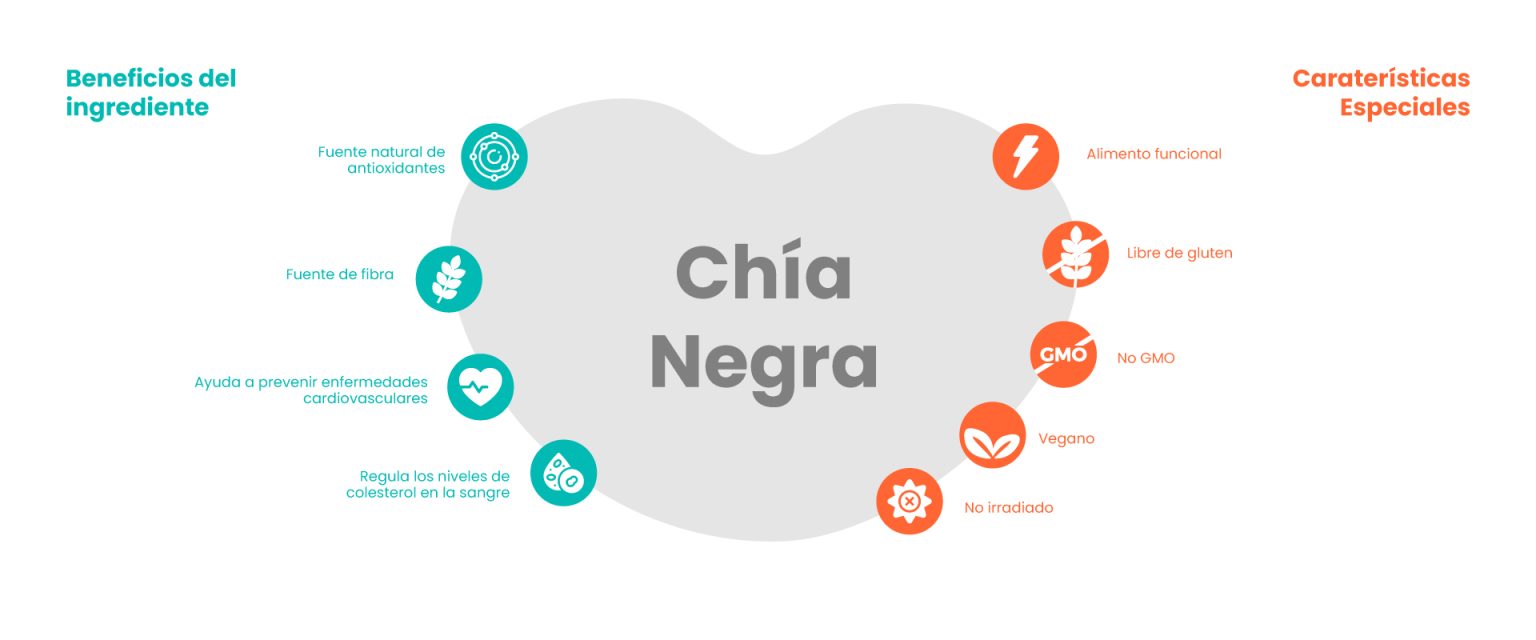 Beneficios del
ingrediente
Fuente natural de
antioxidantes
Fuente de fibra
Ayuda a prevenir enfermedades
cardiovasculares
Regula los niveles de
colesterol en la sangre
Chía
Negra
Caraterísticas
Especiales
Alimento funcional
Libre de gluten
GMO
No GMO
Vegano
No irradiado